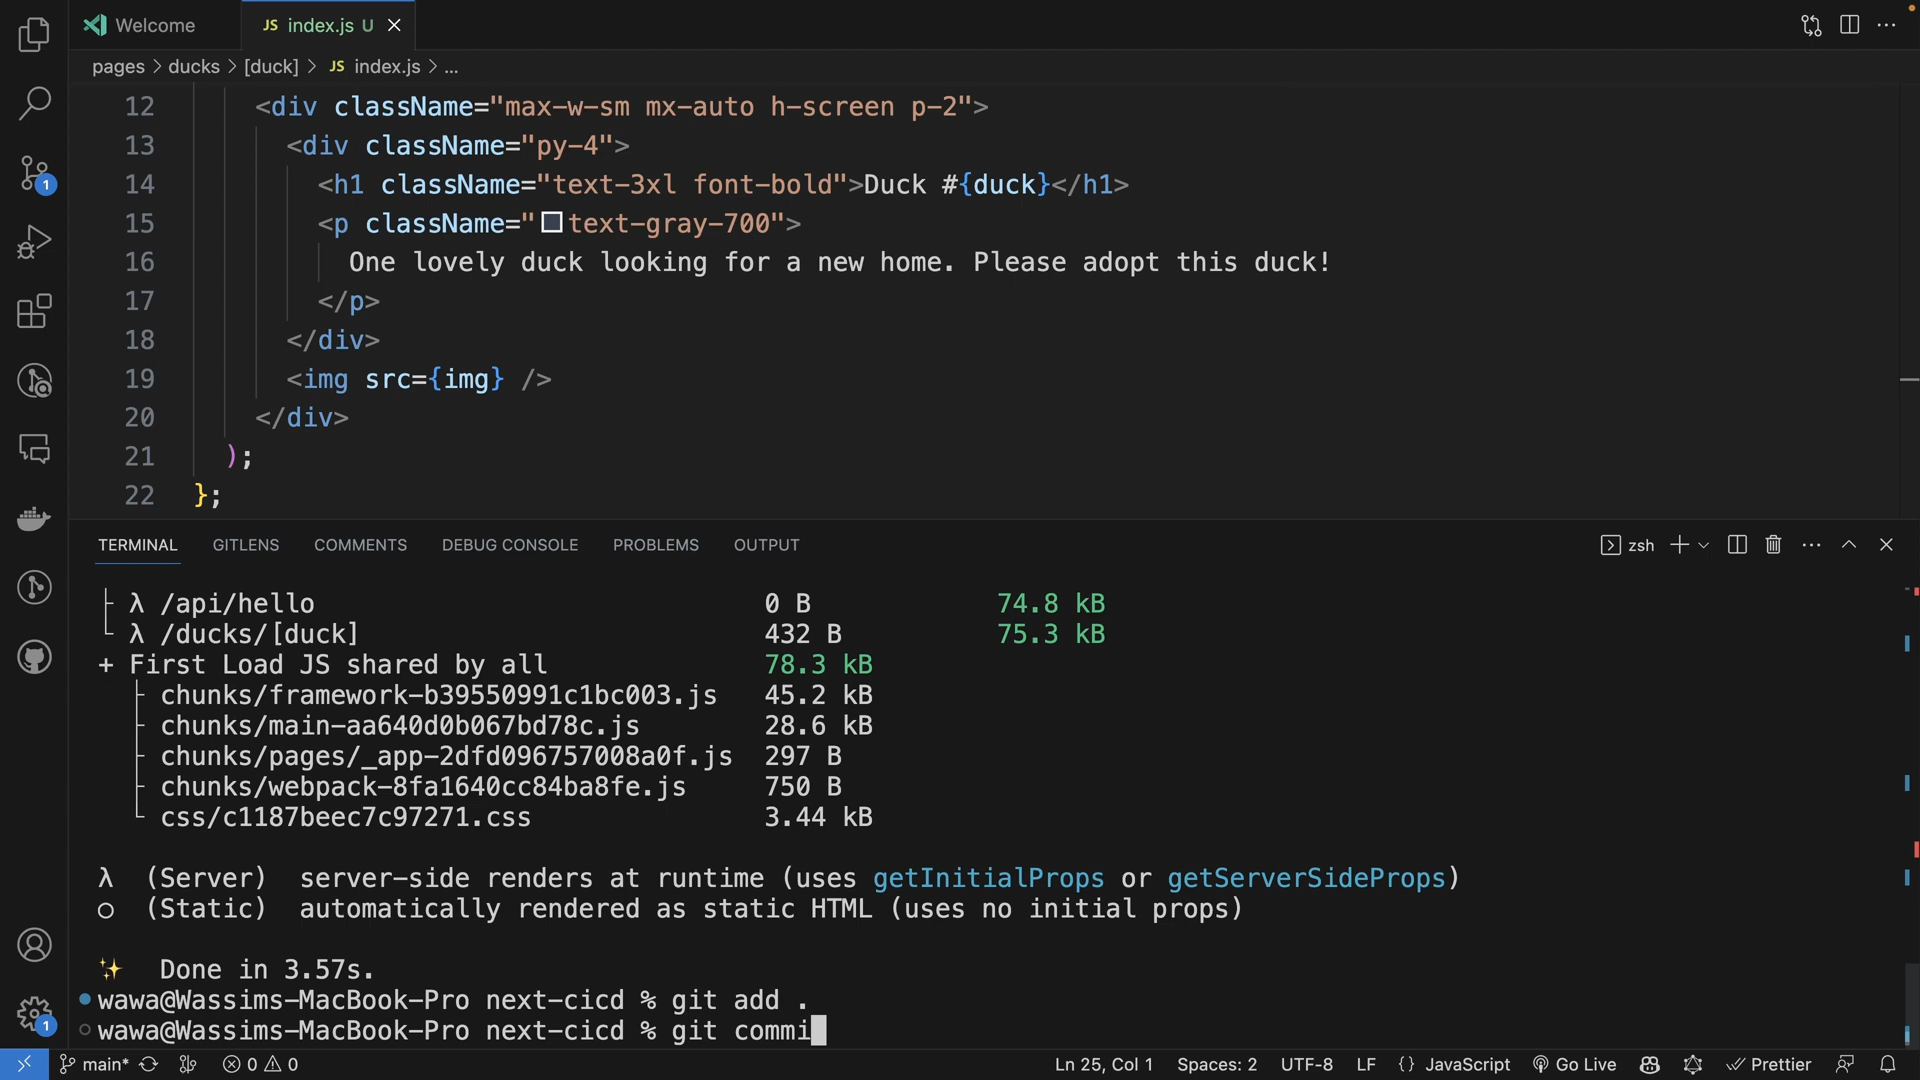 Welcome
JS index.js U
pages > ducks > [duck] > JS index.js > ...
12 <div className="max-w-sm mx-auto h-screen p-2">
13 <div className="py-4">
14 <h1 className="text-3xl font-bold">Duck #{duck}</h1>
15 <p className="text-gray-700">
16 One lovely duck looking for a new home. Please adopt this duck!
17 </p>
18 </div>
19 <img src={img} />
20 </div>
21 );
22 };
1
TERMINAL GITLENS COMMENTS DEBUG CONSOLE PROBLEMS OUTPUT zsh
├ λ /api/hello 0 B 74.8 kB
└ λ /ducks/[duck] 432 B 75.3 kB
+ First Load JS shared by all 78.3 kB
├ chunks/framework-b39550991c1bc003.js 45.2 kB
├ chunks/main-aa640d0b067bd78c.js 28.6 kB
├ chunks/pages/_app-2dfd096757008a0f.js 297 B
├ chunks/webpack-8fa1640cc84ba8fe.js 750 B
└ css/c1187beec7c97271.css 3.44 kB
λ (Server) server-side renders at runtime (uses getInitialProps or getServerSideProps)
○ (Static) automatically rendered as static HTML (uses no initial props)
✨ Done in 3.57s.
wawa@Wassims-MacBook-Pro next-cicd % git add .
wawa@Wassims-MacBook-Pro next-cicd % git commi
1
main* 0 0 Ln 25, Col 1 Spaces: 2 UTF-8 LF {} JavaScript Go Live Prettier